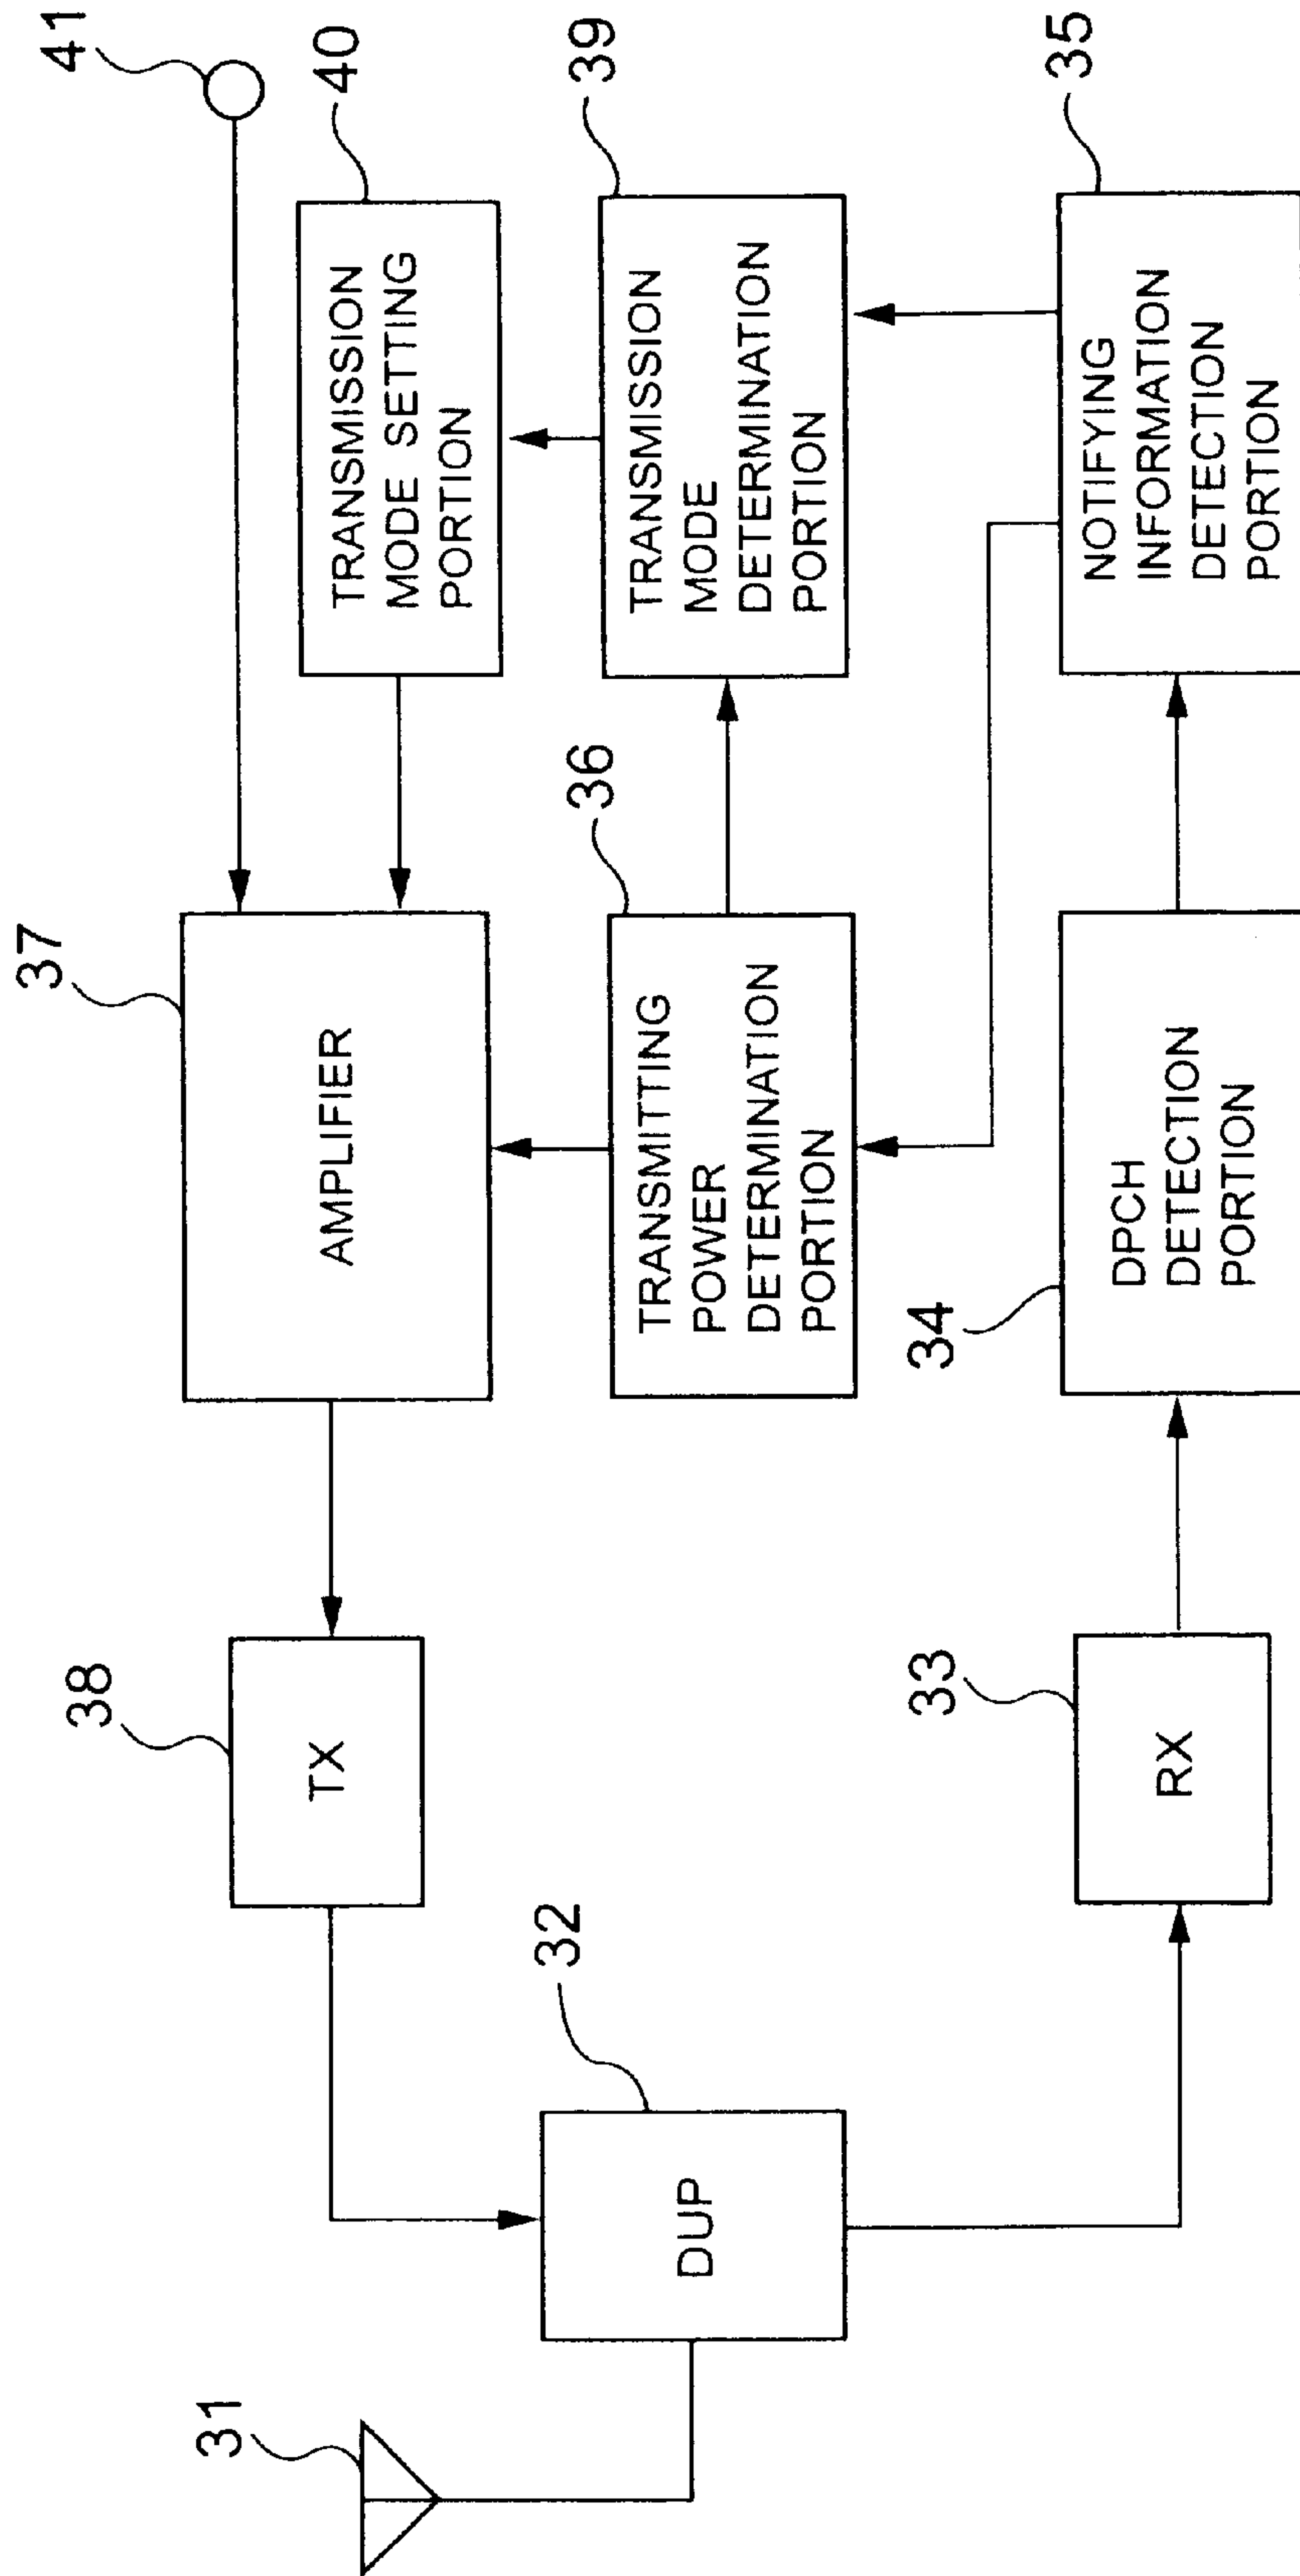 41
40
TRANSMISSION
MODE SETTING
PORTION
39
TRANSMISSION
MODE
DETERMINATION
PORTION
35
NOTIFYING
INFORMATION
DETECTION
PORTION
37
AMPLIFIER
36
TRANSMITTING
POWER
DETERMINATION
PORTION
34
DPCH
DETECTION
PORTION
38
TX
33
RX
32
DUP
31